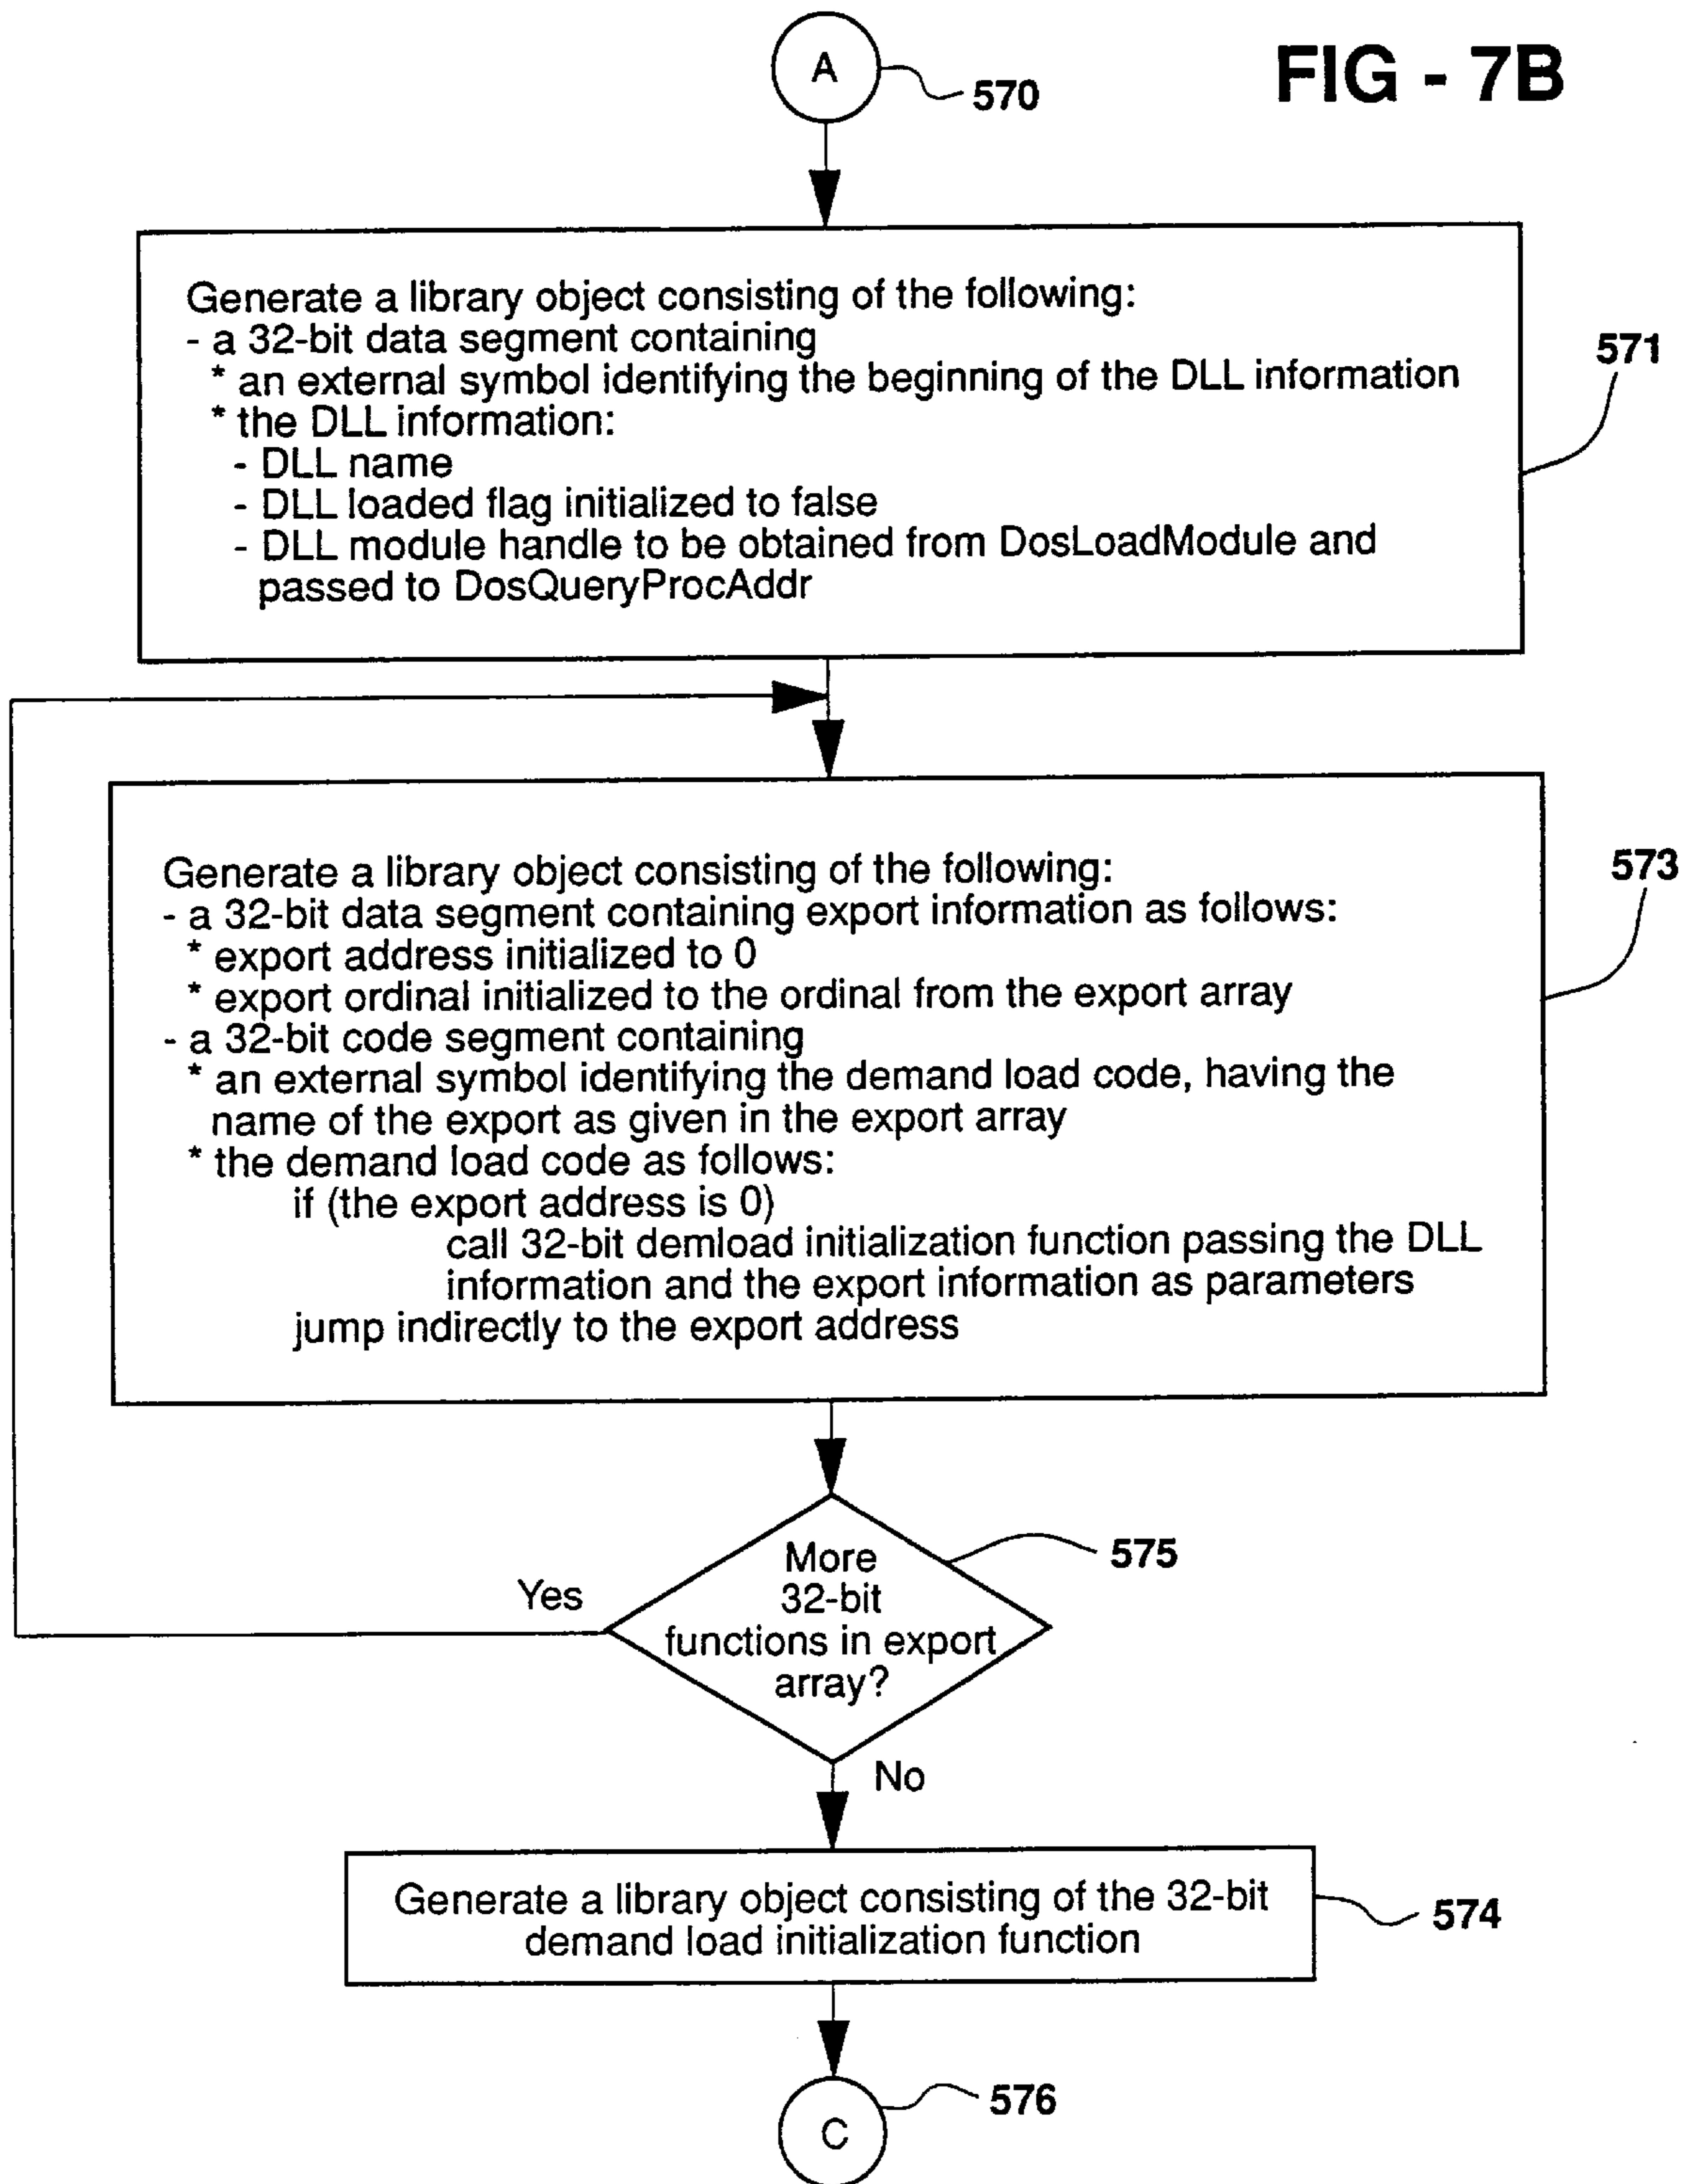 A
570
FIG - 7B
Generate a library object consisting of the following:
- a 32-bit data segment containing
* an external symbol identifying the beginning of the DLL information
* the DLL information:
- DLL name
- DLL loaded flag initialized to false
- DLL module handle to be obtained from DosLoadModule and
passed to DosQueryProcAddr
571
Generate a library object consisting of the following:
- a 32-bit data segment containing export information as follows:
* export address initialized to 0
* export ordinal initialized to the ordinal from the export array
- a 32-bit code segment containing
* an external symbol identifying the demand load code, having the
name of the export as given in the export array
* the demand load code as follows:
if (the export address is 0)
call 32-bit demload initialization function passing the DLL
information and the export information as parameters
jump indirectly to the export address
573
More
32-bit
functions in export
array?
575
Yes
No
Generate a library object consisting of the 32-bit
demand load initialization function
574
576
C